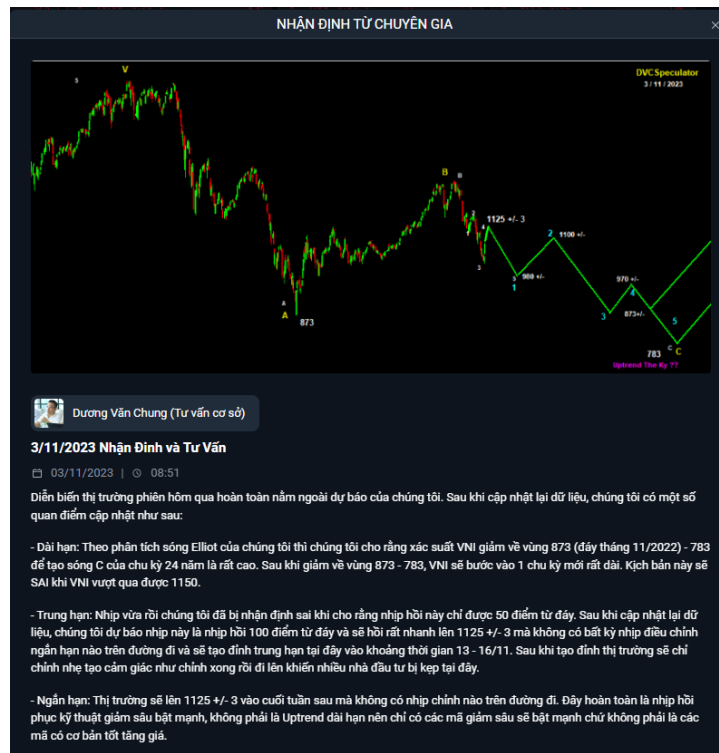 NHẬN ĐỊNH TỪ CHUYÊN GIA
×
DVC Speculator
3 / 11 / 2023
5
V
B
B
2
1
4
1125 +/- 3
3
2
1100 +/-
5
980 +/-
1
970 +/-
4
3
873+/-
5
A
A
873
783
C
C
Uptrend The Ky ??
Dương Văn Chung (Tư vấn cơ sở)
3/11/2023 Nhận Đinh và Tư Vấn
03/11/2023 | 08:51
Diễn biến thị trường phiên hôm qua hoàn toàn nằm ngoài dự báo của chúng tôi. Sau khi cập nhật lại dữ liệu, chúng tôi có một số
quan điểm cập nhật như sau:
- Dài hạn: Theo phân tích sóng Elliot của chúng tôi thì chúng tôi cho rằng xác suất VNI giảm về vùng 873 (đáy tháng 11/2022) - 783
để tạo sóng C của chu kỳ 24 năm là rất cao. Sau khi giảm về vùng 873 - 783, VNI sẽ bước vào 1 chu kỳ mới rất dài. Kịch bản này sẽ
SAI khi VNI vượt qua được 1150.
- Trung hạn: Nhịp vừa rồi chúng tôi đã bị nhận định sai khi cho rằng nhịp hồi này chỉ được 50 điểm từ đáy. Sau khi cập nhật lại dữ
liệu, chúng tôi dự báo nhịp này là nhịp hồi 100 điểm từ đáy và sẽ hồi rất nhanh lên 1125 +/- 3 mà không có bất kỳ nhịp điều chỉnh
ngắn hạn nào trên đường đi và sẽ tạo đỉnh trung hạn tại đây vào khoảng thời gian 13 - 16/11. Sau khi tạo đỉnh thị trường sẽ chỉ
chỉnh nhẹ tạo cảm giác như chỉnh xong rồi đi lên khiến nhiều nhà đầu tư bị kẹp tại đây.
- Ngắn hạn: Thị trường sẽ lên 1125 +/- 3 vào cuối tuần sau mà không có nhịp chỉnh nào trên đường đi. Đây hoàn toàn là nhịp hồi
phục kỹ thuật giảm sâu bật mạnh, không phải là Uptrend dài hạn nên chỉ có các mã giảm sâu sẽ bật mạnh chứ không phải là các
mã có cơ bản tốt tăng giá.